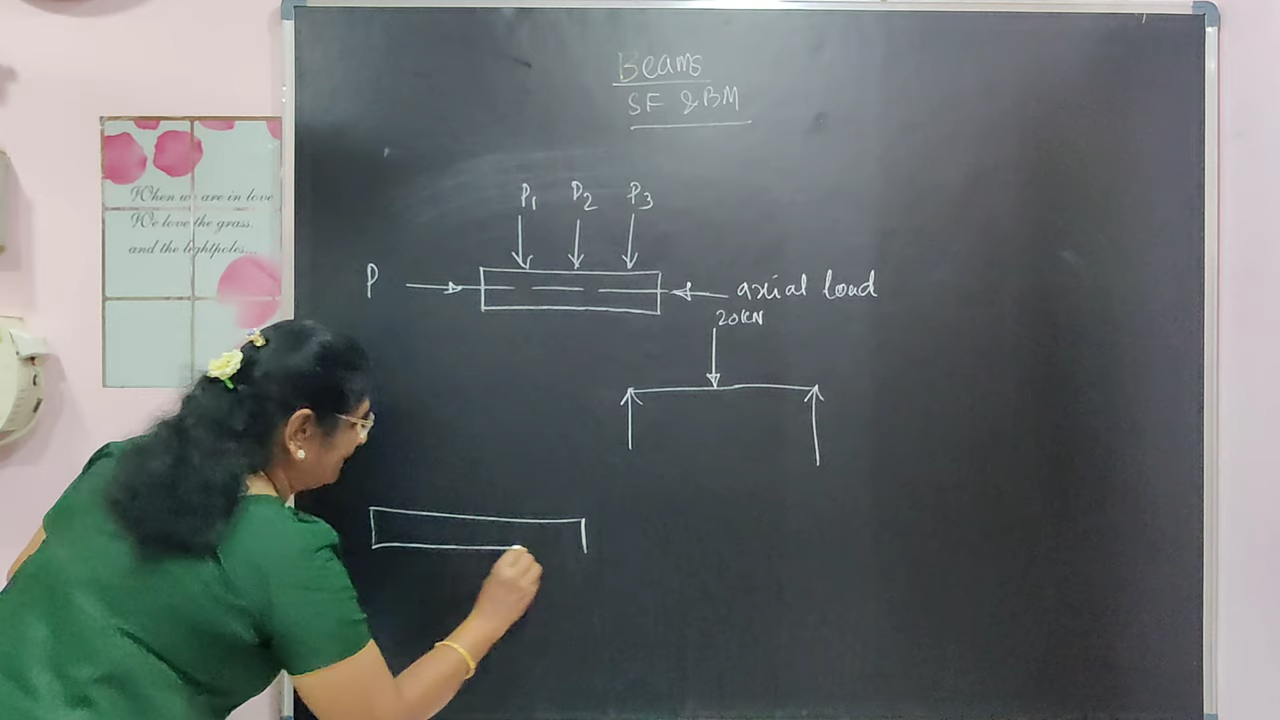 Beams
SF & BM
P1 P2 P3
P
axial load
20KN
When we are in love
We love the grass,
and the lightpoles...